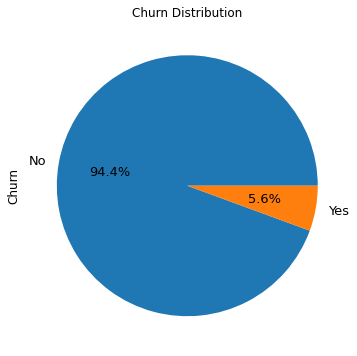 Churn Distribution
No
94.4%
Churn
5.6%
Yes